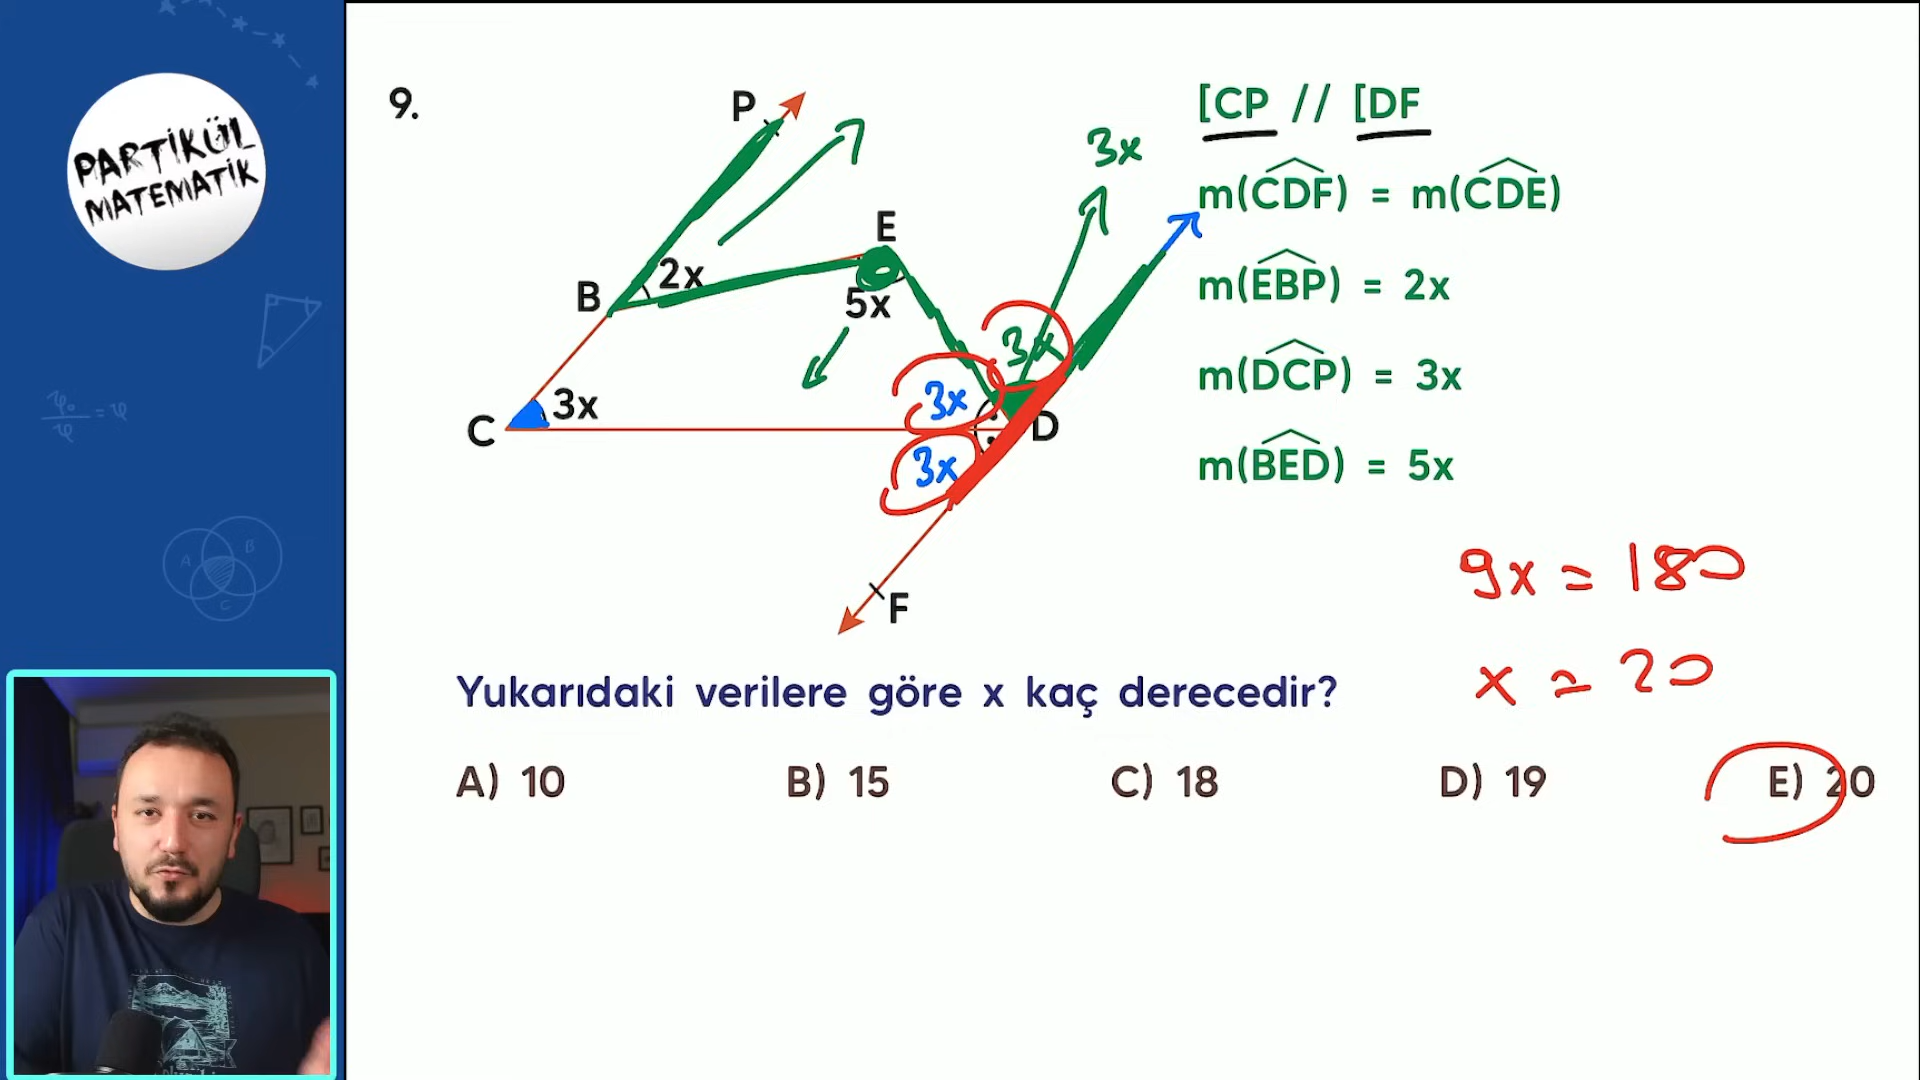 PARTİKÜL
MATEMATİK
9.
P
E
B
2x
5x
C
3x
D
F
3x
3x
3x
3x
[CP // [DF
m(CDF) = m(CDE)
m(EBP) = 2x
m(DCP) = 3x
m(BED) = 5x
9x = 180
x = 20
Yukarıdaki verilere göre x kaç derecedir?
A) 10 B) 15 C) 18 D) 19 E) 20
A B
C